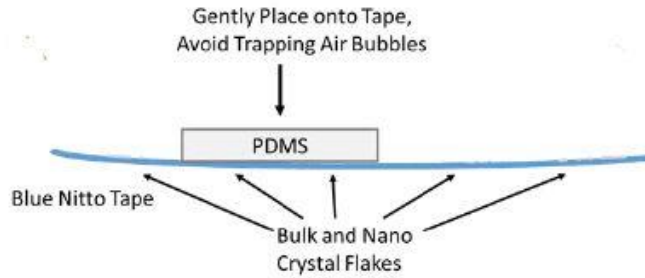 Gently Place onto Tape,
Avoid Trapping Air Bubbles
PDMS
Blue Nitto Tape
Bulk and Nano
Crystal Flakes